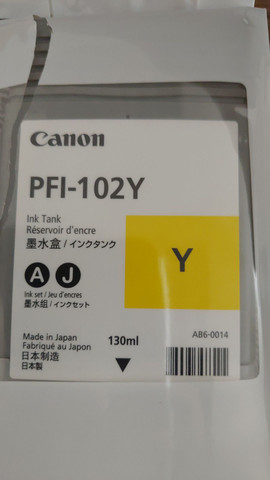 Canon
PFI-102Y
Ink Tank
Réservoir d'encre
墨水盒 / インクタンク
Y
A J
Ink set / Jeu d'encres
墨水组 / インクセット
Made in Japan
Fabriqué au Japon
日本制造
日本製
130ml
AB6-0014